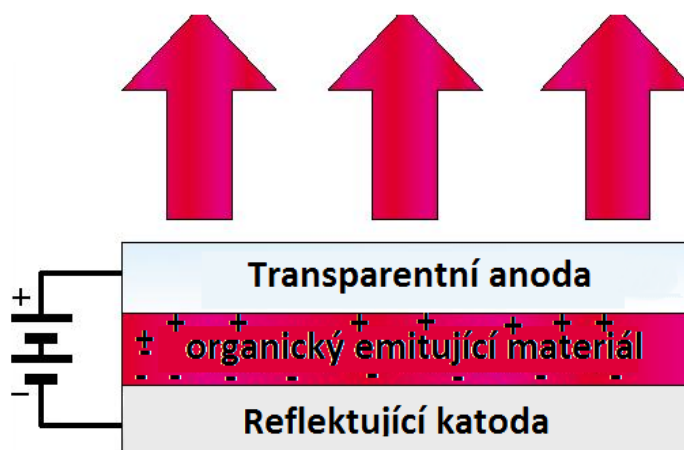 Transparentní anoda
organický emitující materiál
Reflektující katoda